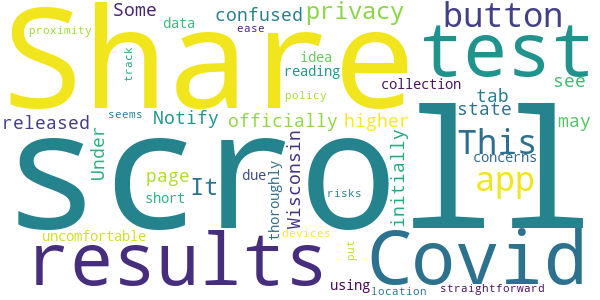 Share
scroll
results
Covid
test
This
app
button
privacy
Some
confused
data
ease
proximity
track
idea
reading
policy
collection
tab
state
see
may
released
seems
Notify
officially
higher
concerns
Under
page
It
due
short
thoroughly
Wisconsin
initially
risks
uncomfortable
devices
put
using
location
straightforward